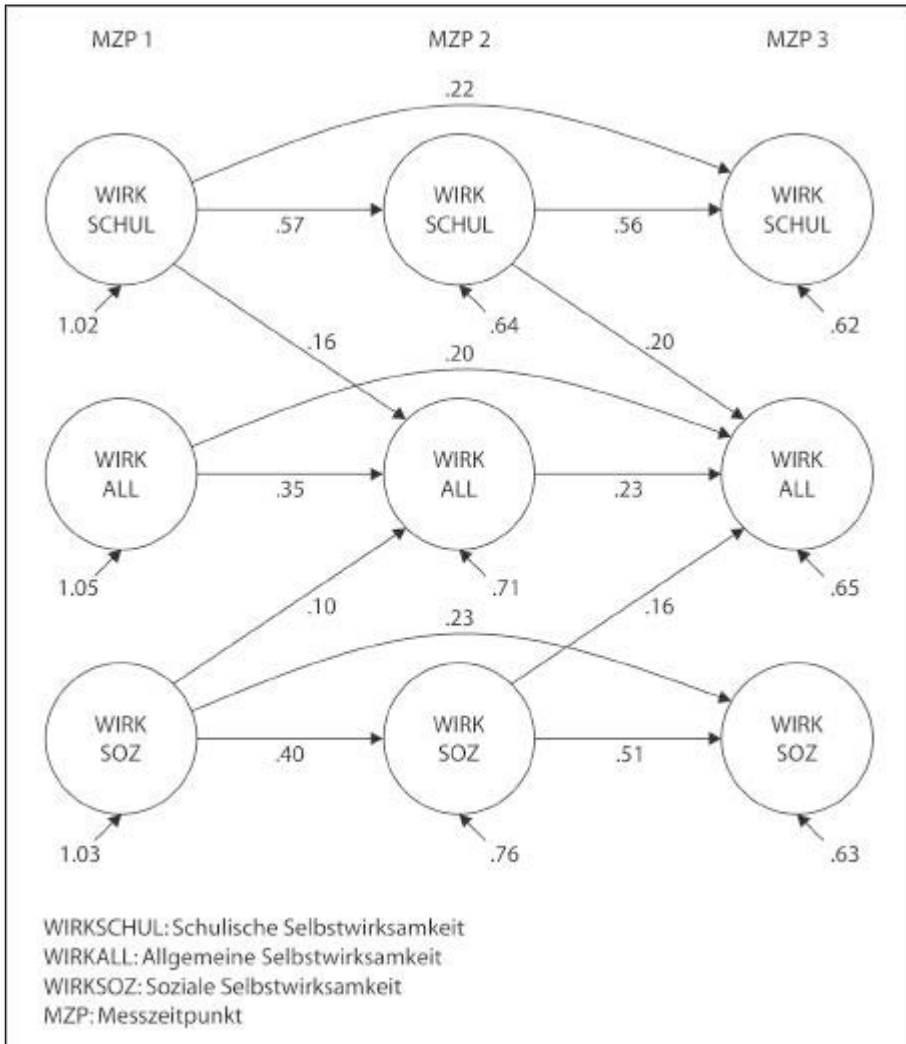 MZP 1 MZP 2 MZP 3
.22
WIRK WIRK WIRK
SCHUL SCHUL SCHUL
.57 .56
1.02 .64 .62
.16 .20
.20
WIRK WIRK WIRK
ALL ALL ALL
.35 .23
1.05 .71 .65
.10 .16
.23
WIRK WIRK WIRK
SOZ SOZ SOZ
.40 .51
1.03 .76 .63
WIRKSCHUL: Schulische Selbstwirksamkeit
WIRKALL: Allgemeine Selbstwirksamkeit
WIRKSOZ: Soziale Selbstwirksamkeit
MZP: Messzeitpunkt